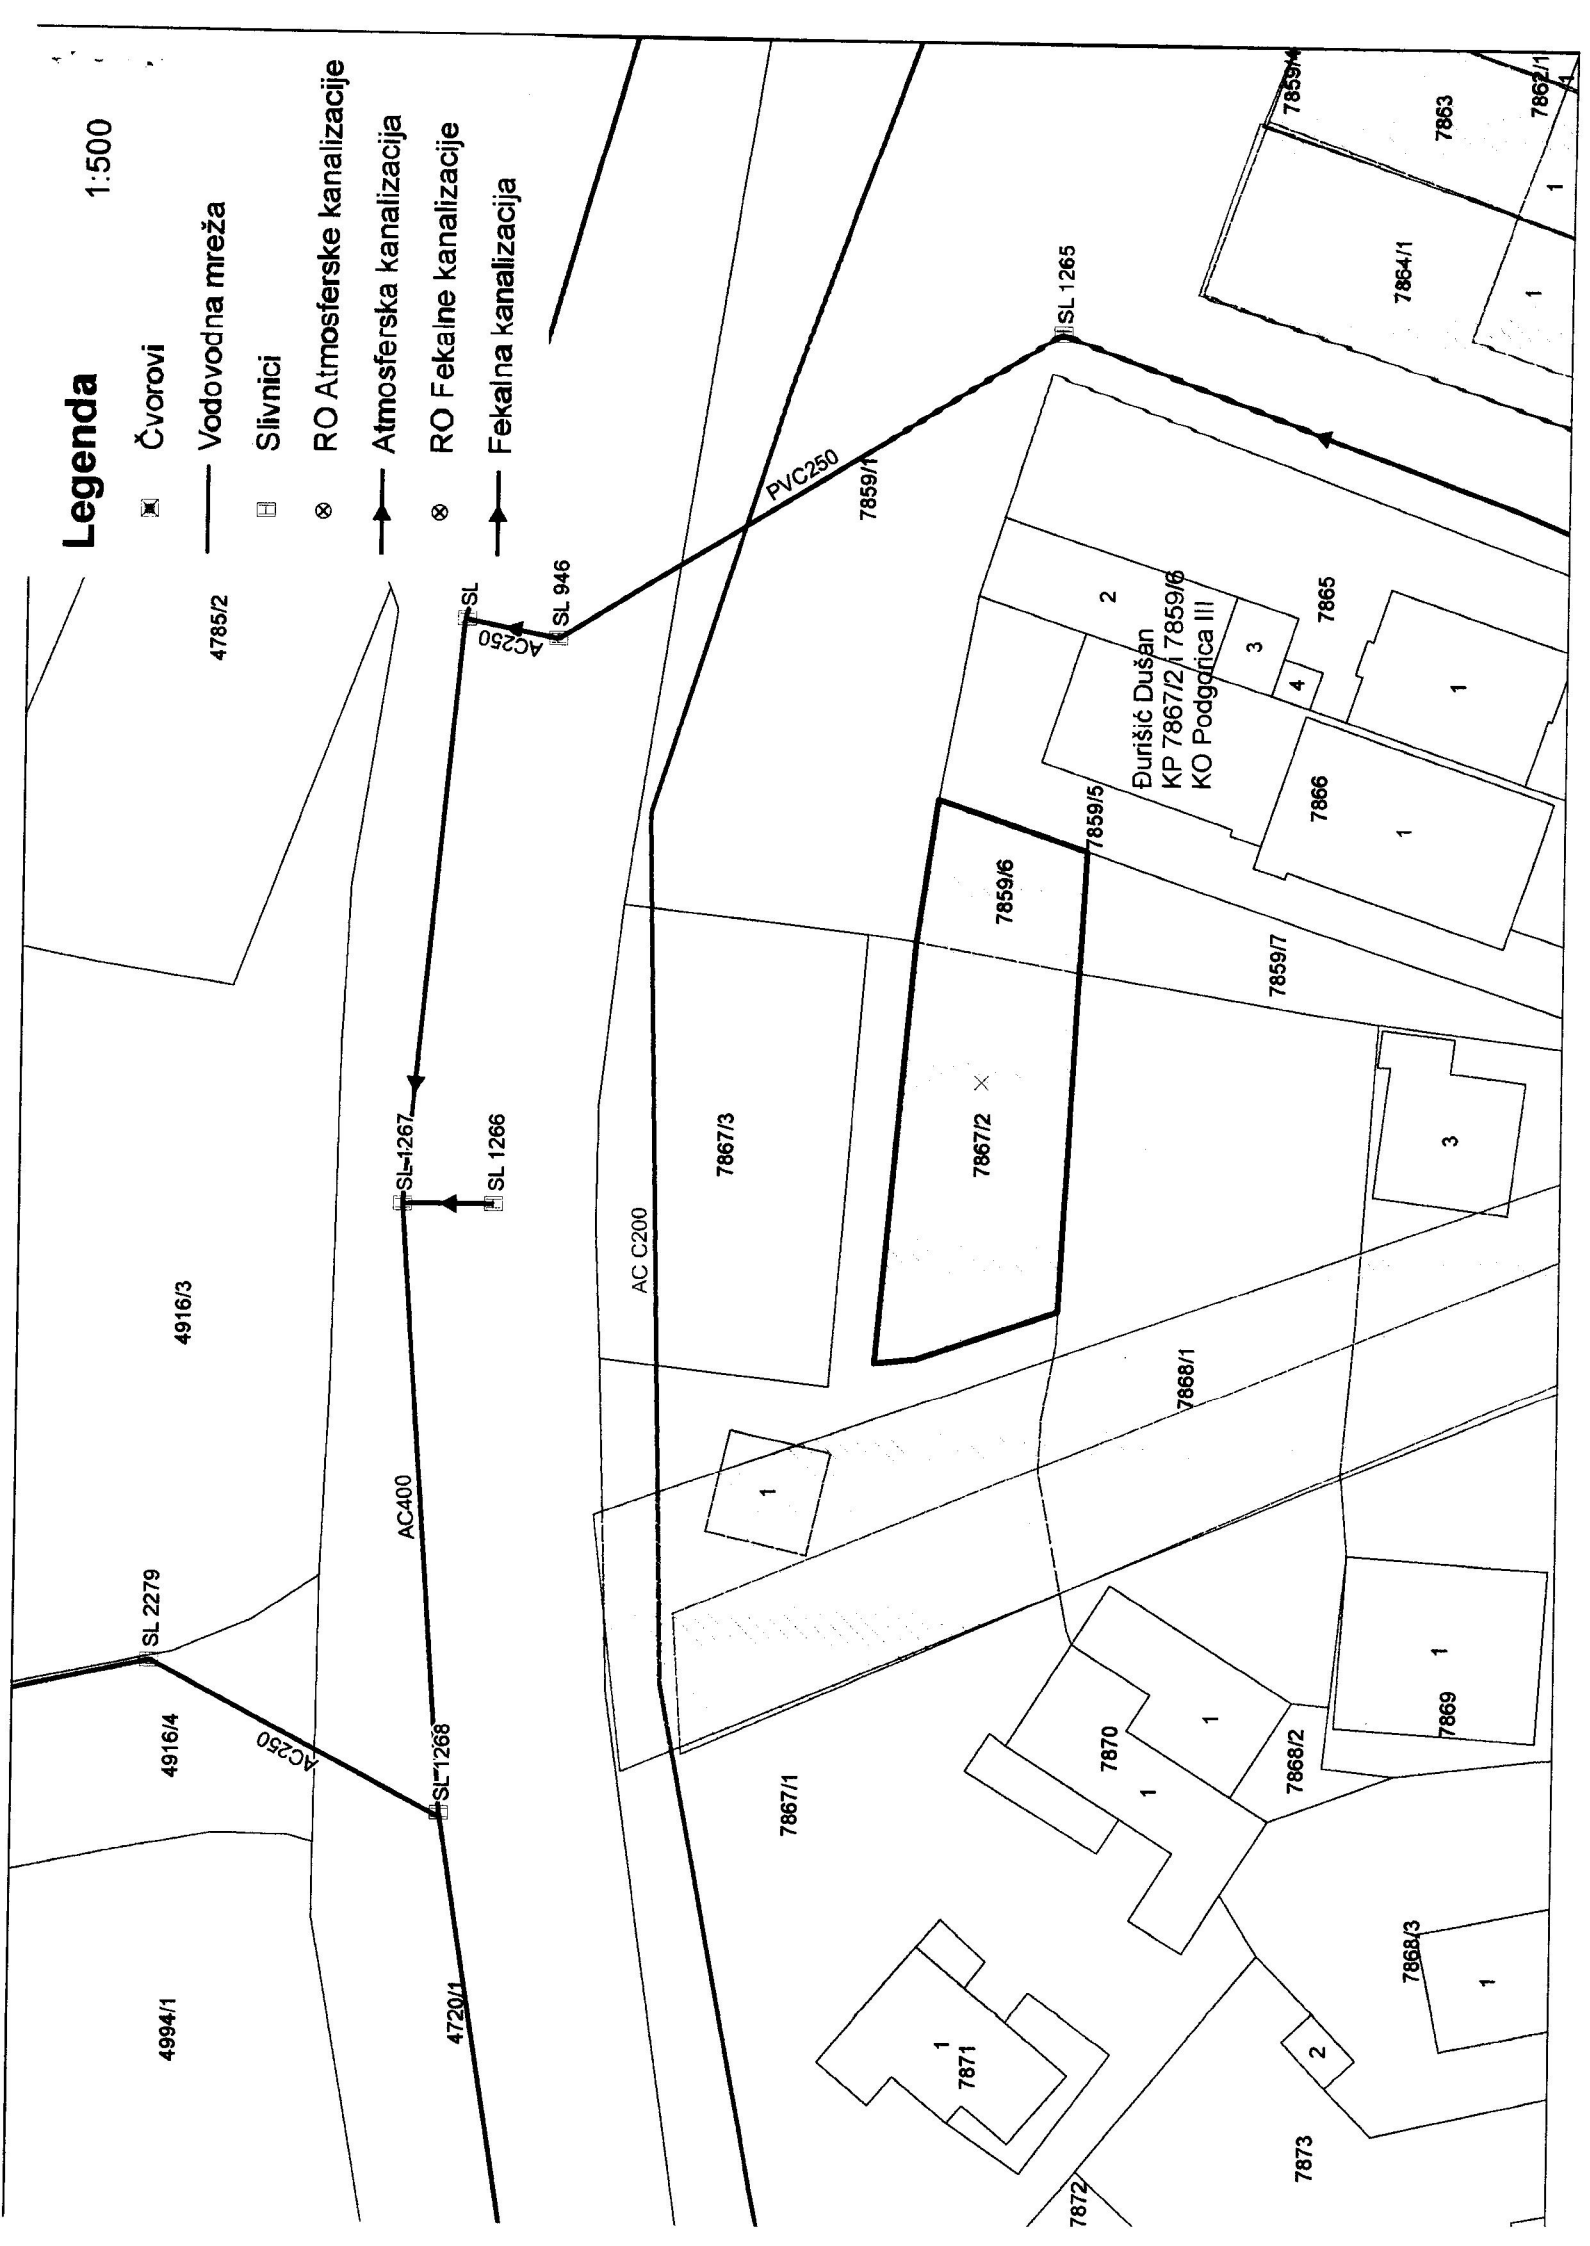 Legenda
1:500
Čvorovi
Vodovodna mreža
Slivnici
RO Atmosferske kanalizacije
Atmosferska kanalizacija
RO Fekalne kanalizacije
Fekalna kanalizacija
4785/2
SL
AC250
SL 946
PVC250
7859/1
SL 1265
7859/4
7863
7862/1
1
1
7864/1
1
2
Đurišić Dušan
KP 7867/2 i 7859/6
KO Podgorica III
3
4
7865
1
7866
1
7859/5
7859/6
7859/7
SL 1267
SL 1266
7867/3
7867/2
3
AC C200
4916/3
AC400
7868/1
1
SL 2279
4916/4
AC250
SL 1268
7867/1
7870
1
1
7868/2
7869
1
4994/1
4720/1
1
7871
7868/3
1
2
7872
7873